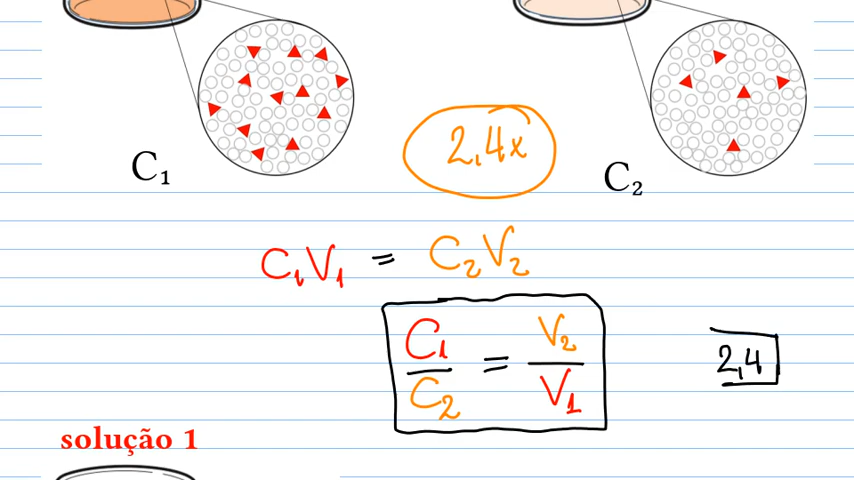 C₁
2,4x
C₂
C₁V₁ = C₂V₂
C₁/C₂ = V₂/V₁
2,4
solução 1